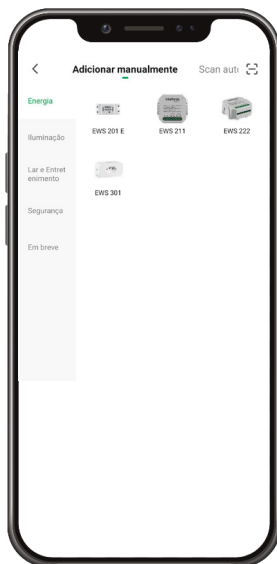 Adicionar manualmente
Scan aut
Energia
EWS 201 E
EWS 211
EWS 222
Iluminação
Lar e Entret
enimento
EWS 301
Segurança
Em breve